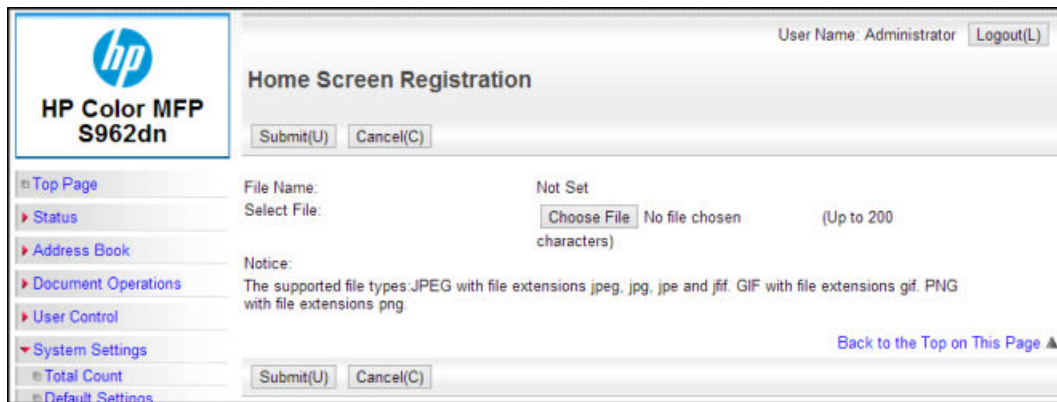 hp
HP Color MFP
S962dn
User Name: Administrator Logout(L)
Home Screen Registration
Submit(U) Cancel(C)
Top Page
Status
Address Book
Document Operations
User Control
System Settings
Total Count
Default Settings
File Name: Not Set
Select File: Choose File No file chosen (Up to 200
characters)
Notice:
The supported file types:JPEG with file extensions jpeg, jpg, jpe and jfif. GIF with file extensions gif. PNG
with file extensions png.
Back to the Top on This Page
Submit(U) Cancel(C)